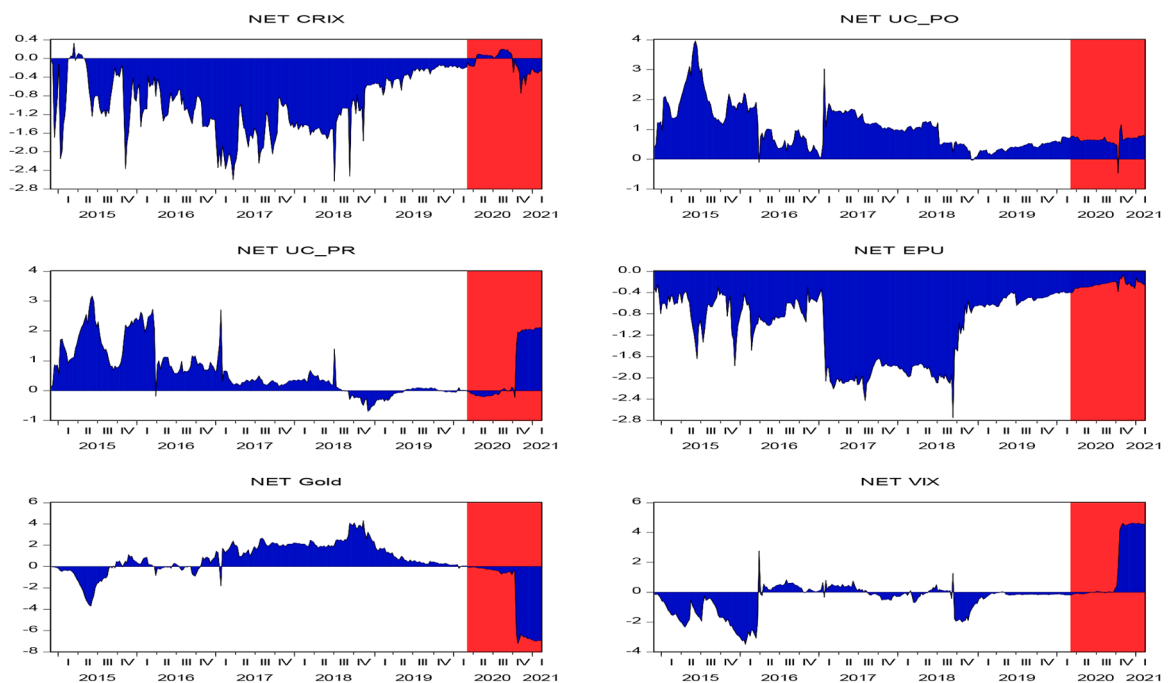 NET CRIX
0.4
0.0
-0.4
-0.8
-1.2
-1.6
-2.0
-2.4
-2.8
I II III IV I II III IV I II III IV I II III IV I II III IV I II III IV I
2015 2016 2017 2018 2019 2020 2021
NET UC_PO
4
3
2
1
0
-1
I II III IV I II III IV I II III IV I II III IV I II III IV I II III IV I
2015 2016 2017 2018 2019 2020 2021
NET UC_PR
4
3
2
1
0
-1
I II III IV I II III IV I II III IV I II III IV I II III IV I II III IV I
2015 2016 2017 2018 2019 2020 2021
NET EPU
0.0
-0.4
-0.8
-1.2
-1.6
-2.0
-2.4
-2.8
I II III IV I II III IV I II III IV I II III IV I II III IV I II III IV I
2015 2016 2017 2018 2019 2020 2021
NET Gold
6
4
2
0
-2
-4
-6
-8
I II III IV I II III IV I II III IV I II III IV I II III IV I II III IV I
2015 2016 2017 2018 2019 2020 2021
NET VIX
6
4
2
0
-2
-4
I II III IV I II III IV I II III IV I II III IV I II III IV I II III IV I
2015 2016 2017 2018 2019 2020 2021